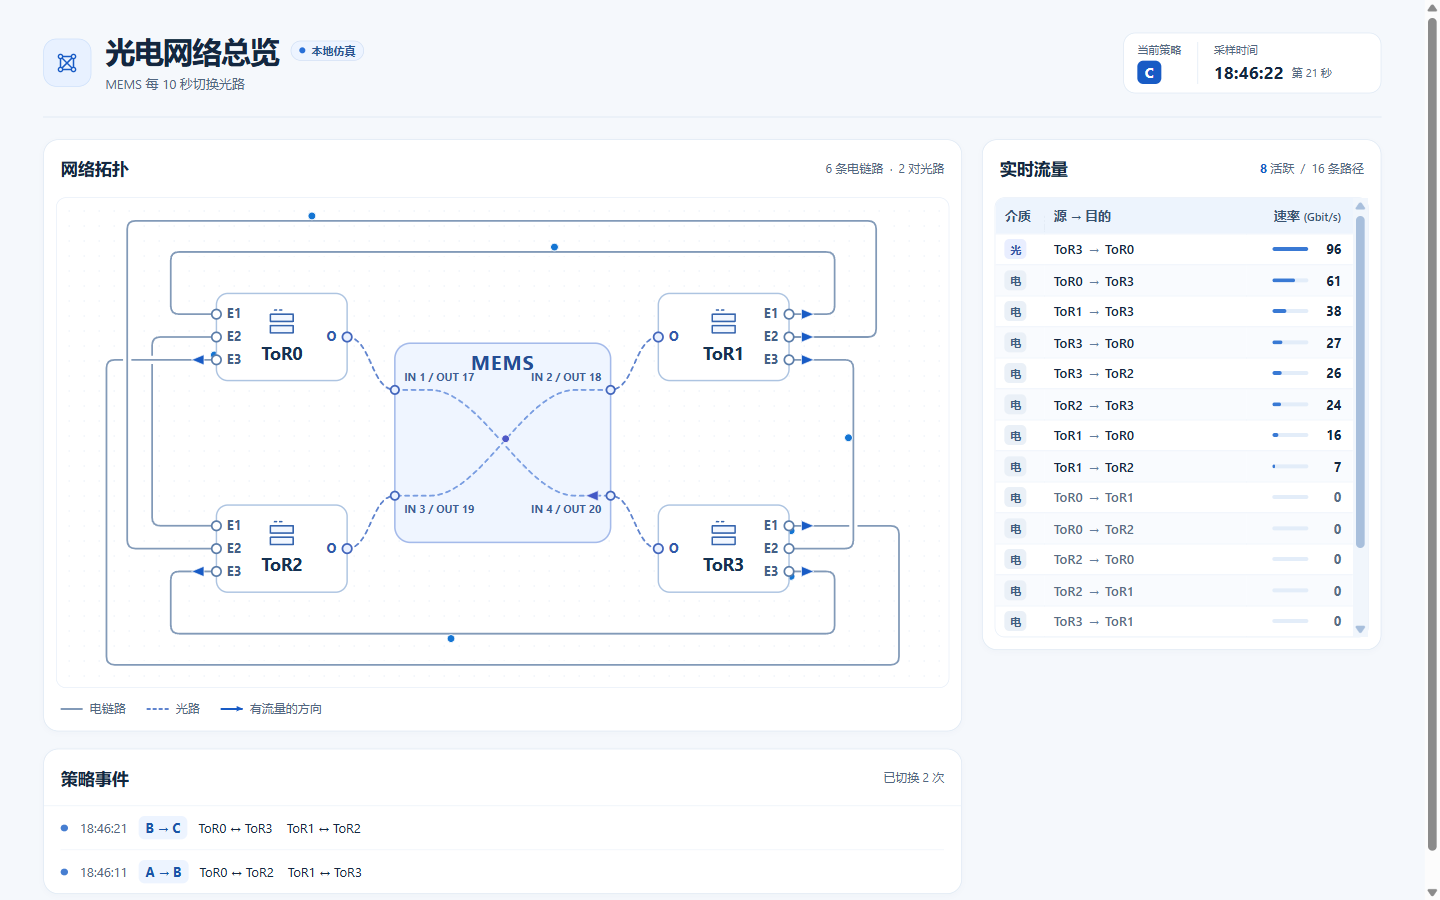 光电网络总览
本地仿真
MEMS 每 10 秒切换光路
当前策略
C
采样时间
18:46:22 第 21 秒
网络拓扑
6 条电链路 · 2 对光路
E1
E2
E3
O
ToR0
O
ToR1
E1
E2
E3
MEMS
IN 1 / OUT 17
IN 2 / OUT 18
IN 3 / OUT 19
IN 4 / OUT 20
E1
E2
E3
O
ToR2
O
ToR3
E1
E2
E3
电链路
光路
有流量的方向
实时流量
8 活跃 / 16 条路径
介质 源 → 目的 速率 (Gbit/s)
光 ToR3 → ToR0 96
电 ToR0 → ToR3 61
电 ToR1 → ToR3 38
电 ToR3 → ToR0 27
电 ToR3 → ToR2 26
电 ToR2 → ToR3 24
电 ToR1 → ToR0 16
电 ToR1 → ToR2 7
电 ToR0 → ToR1 0
电 ToR0 → ToR2 0
电 ToR2 → ToR0 0
电 ToR2 → ToR1 0
电 ToR3 → ToR1 0
策略事件
已切换 2 次
18:46:21 B → C ToR0 ↔ ToR3 ToR1 ↔ ToR2
18:46:11 A → B ToR0 ↔ ToR2 ToR1 ↔ ToR3